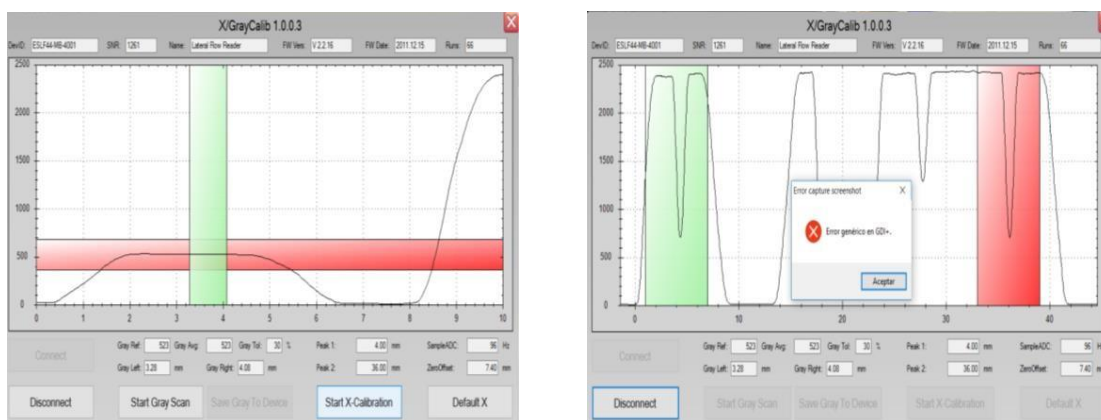 X/GrayCalib 1.0.0.3
DevID: ESLF44-MB-4001 SNR: 1261 Name: Lateral Flow Reader FW Vers: V 2.2.16 FW Date: 2011.12.15 Runs: 66
2500
2000
1500
1000
500
0
0 1 2 3 4 5 6 7 8 9 10
Connect Gray Ref: 523 Gray Avg: 523 Gray Tol: 30 % Peak 1: 4.00 mm SampleADC: 96 Hz
Gray Left: 3.28 mm Gray Right: 4.08 mm Peak 2: 36.00 mm ZeroOffset: 7.40 mm
Disconnect Start Gray Scan Save Gray To Device Start X-Calibration Default X
X/GrayCalib 1.0.0.3
DevID: ESLF44-MB-4001 SNR: 1261 Name: Lateral Flow Reader FW Vers: V 2.2.16 FW Date: 2011.12.15 Runs: 66
2500
2000
1500
1000
500
0
0 10 20 30 40
Error capture screenshot X
Error genérico en GDI+.
Aceptar
Connect Gray Ref: 523 Gray Avg: 523 Gray Tol: 30 % Peak 1: 4.00 mm SampleADC: 96 Hz
Gray Left: 3.28 mm Gray Right: 4.08 mm Peak 2: 36.00 mm ZeroOffset: 7.40 mm
Disconnect Start Gray Scan Save Gray To Device Start X-Calibration Default X